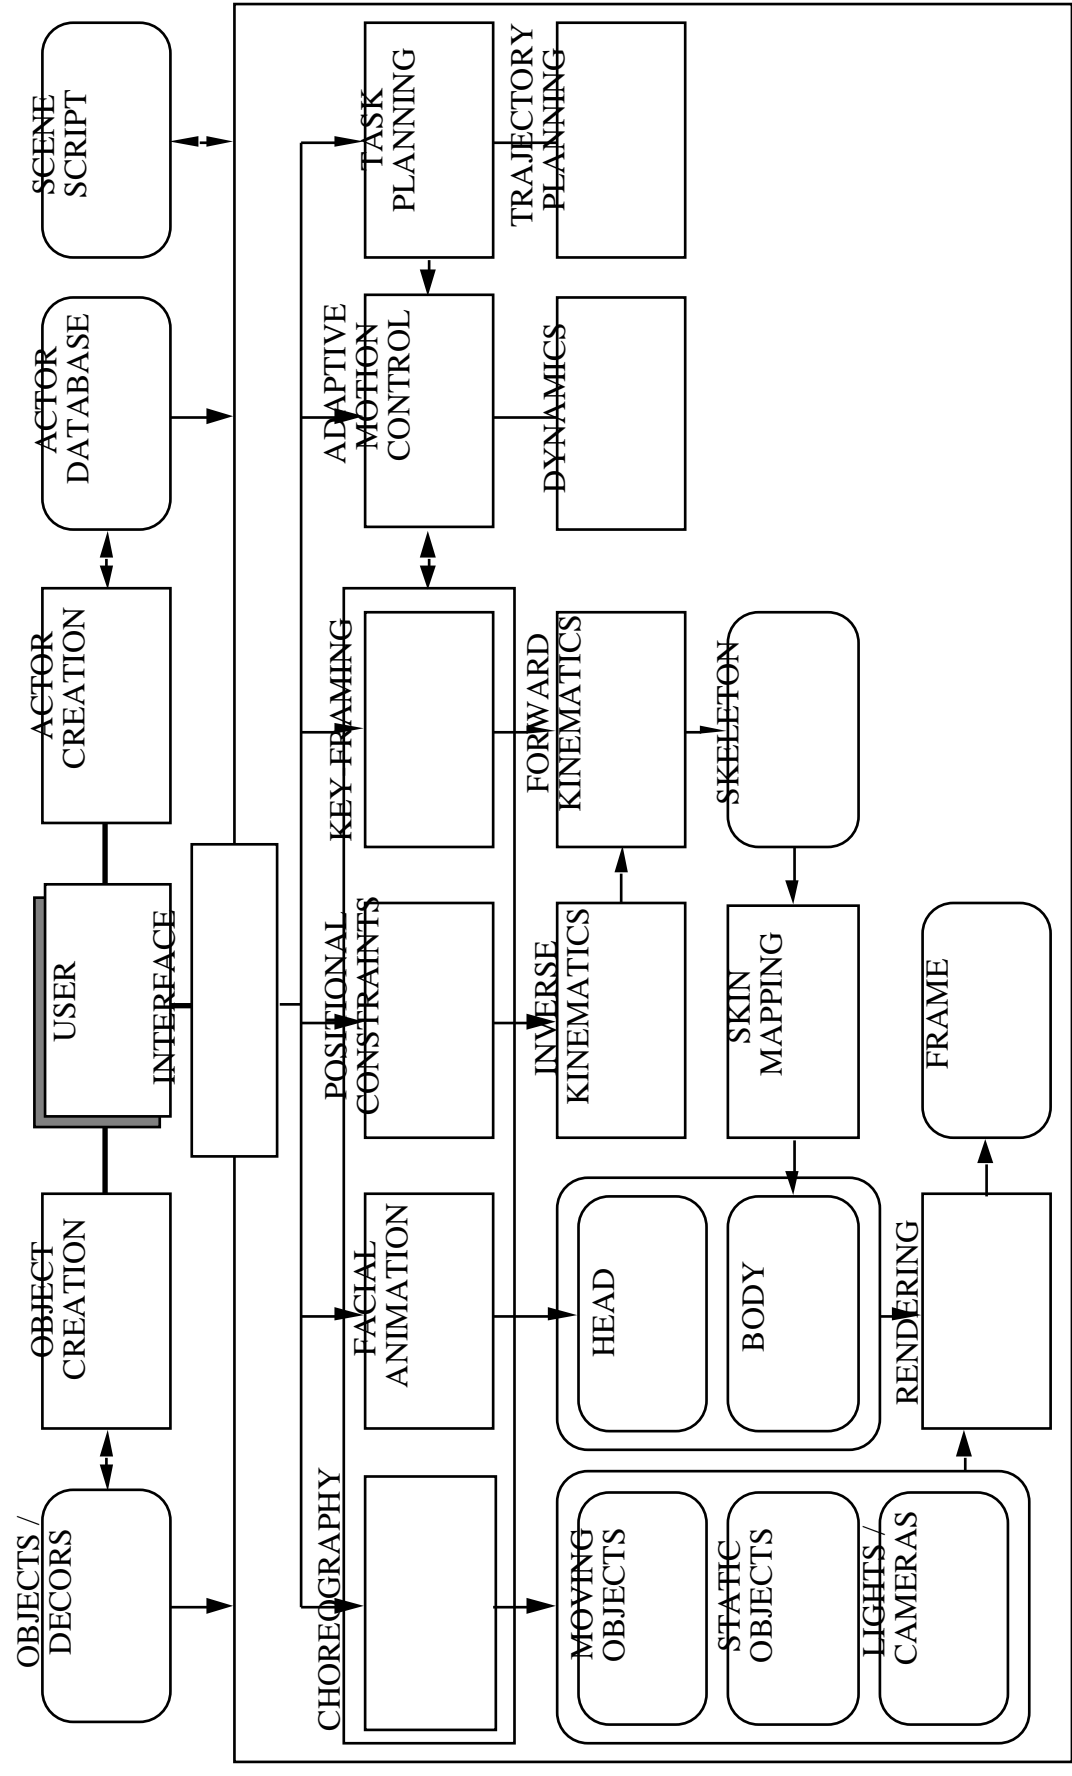 OBJECTS /
DECORS
OBJECT
CREATION
USER
INTERFACE
ACTOR
CREATION
ACTOR
DATABASE
SCENE
SCRIPT
CHOREOGRAPHY
FACIAL
ANIMATION
POSITIONAL
CONSTRAINTS
KEY FRAMING
ADAPTIVE
MOTION
CONTROL
TASK
PLANNING
MOVING
OBJECTS
HEAD
INVERSE
KINEMATICS
FORWARD
KINEMATICS
DYNAMICS
TRAJECTORY
PLANNING
STATIC
OBJECTS
BODY
SKIN
MAPPING
SKELETON
LIGHTS /
CAMERAS
RENDERING
FRAME